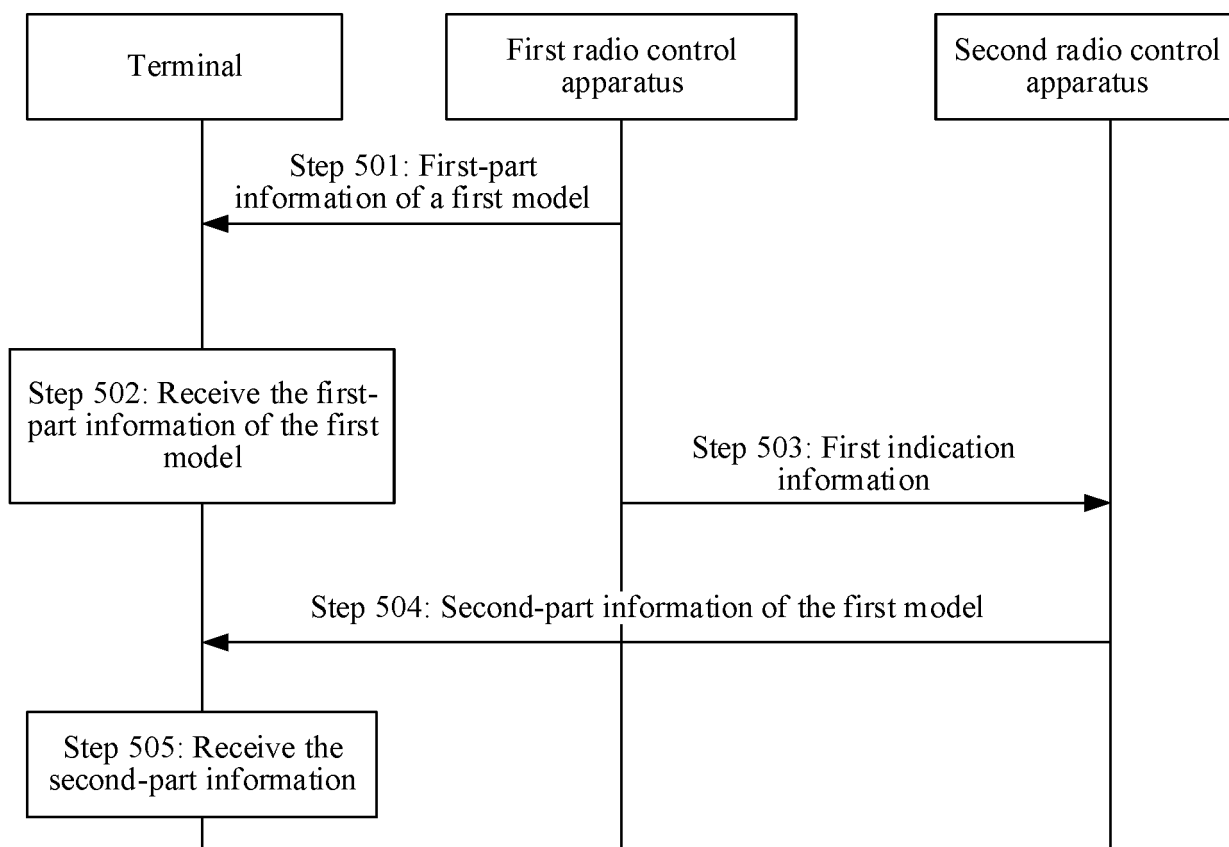 Terminal
First radio control
apparatus
Second radio control
apparatus
Step 501: First-part
information of a first model
Step 502: Receive the first-
part information of the first
model
Step 503: First indication
information
Step 504: Second-part information of the first model
Step 505: Receive the
second-part information